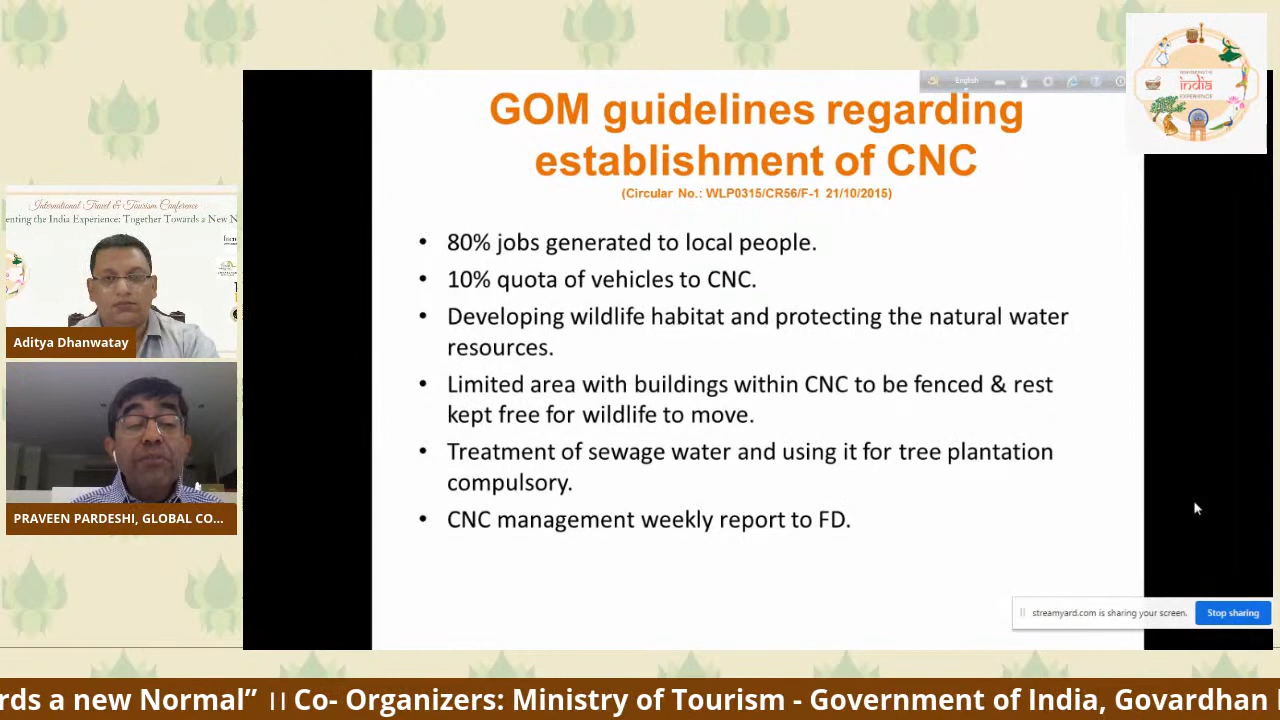 English
GOM guidelines regarding
establishment of CNC
(Circular No.: WLP0315/CR56/F-1 21/10/2015)
• 80% jobs generated to local people.
• 10% quota of vehicles to CNC.
• Developing wildlife habitat and protecting the natural water
resources.
• Limited area with buildings within CNC to be fenced & rest
kept free for wildlife to move.
• Treatment of sewage water and using it for tree plantation
compulsory.
• CNC management weekly report to FD.
india
EXPERIENCE
International Travel & Tourism Conference
enting the India Experience: Together Towards a New N
Aditya Dhanwatay
PRAVEEN PARDESHI, GLOBAL CO...
streamyard.com is sharing your screen.
Stop sharing
rds a new Normal” || Co- Organizers: Ministry of Tourism - Government of India, Govardhan